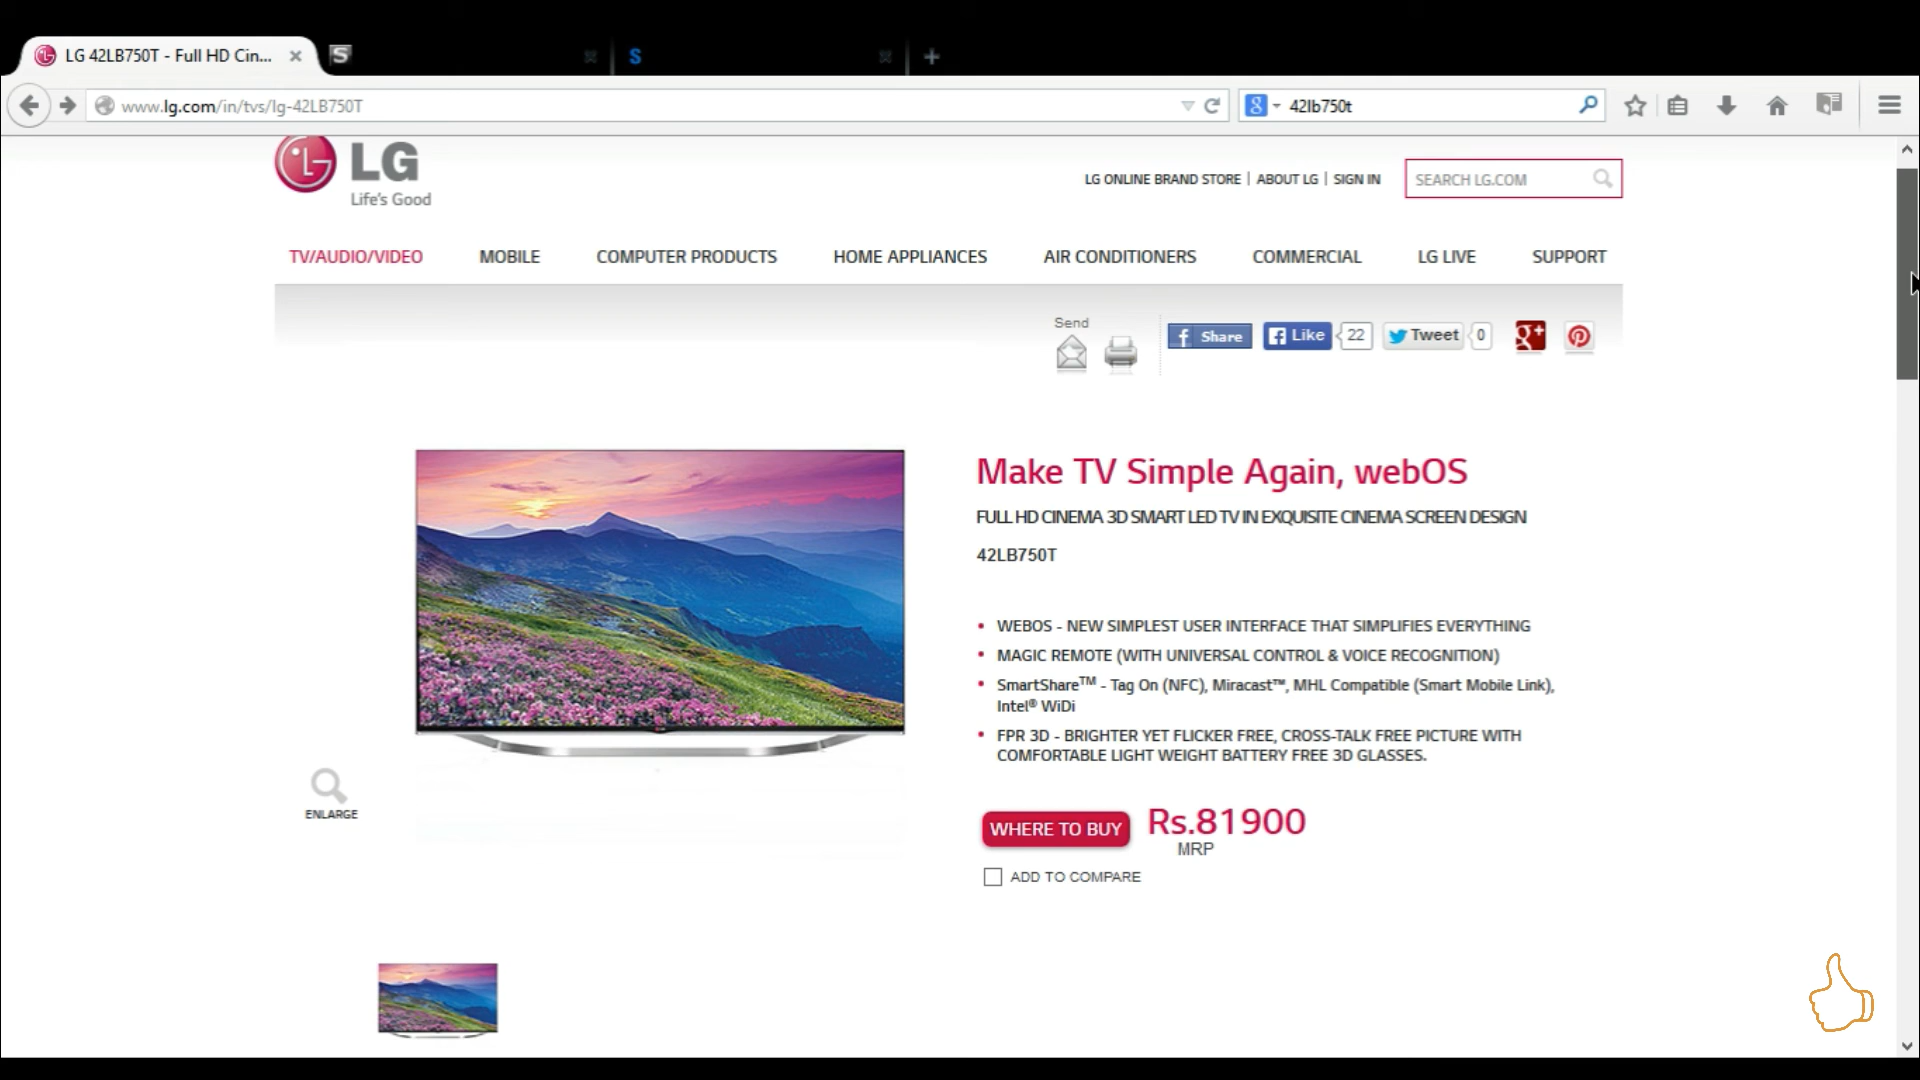 LG 42LB750T - Full HD Cin...
S
S
www.lg.com/in/tvs/lg-42LB750T
8
42lb750t
LG
Life's Good
LG ONLINE BRAND STORE | ABOUT LG | SIGN IN
SEARCH LG.COM
TV/AUDIO/VIDEO MOBILE COMPUTER PRODUCTS HOME APPLIANCES AIR CONDITIONERS COMMERCIAL LG LIVE SUPPORT
Send
f Share
f Like 22
Tweet 0
g+
Make TV Simple Again, webOS
FULL HD CINEMA 3D SMART LED TV IN EXQUISITE CINEMA SCREEN DESIGN
42LB750T
• WEBOS - NEW SIMPLEST USER INTERFACE THAT SIMPLIFIES EVERYTHING
• MAGIC REMOTE (WITH UNIVERSAL CONTROL & VOICE RECOGNITION)
• SmartShare™ - Tag On (NFC), Miracast™, MHL Compatible (Smart Mobile Link),
Intel® WiDi
• FPR 3D - BRIGHTER YET FLICKER FREE, CROSS-TALK FREE PICTURE WITH
COMFORTABLE LIGHT WEIGHT BATTERY FREE 3D GLASSES.
ENLARGE
WHERE TO BUY Rs.81900
MRP
ADD TO COMPARE